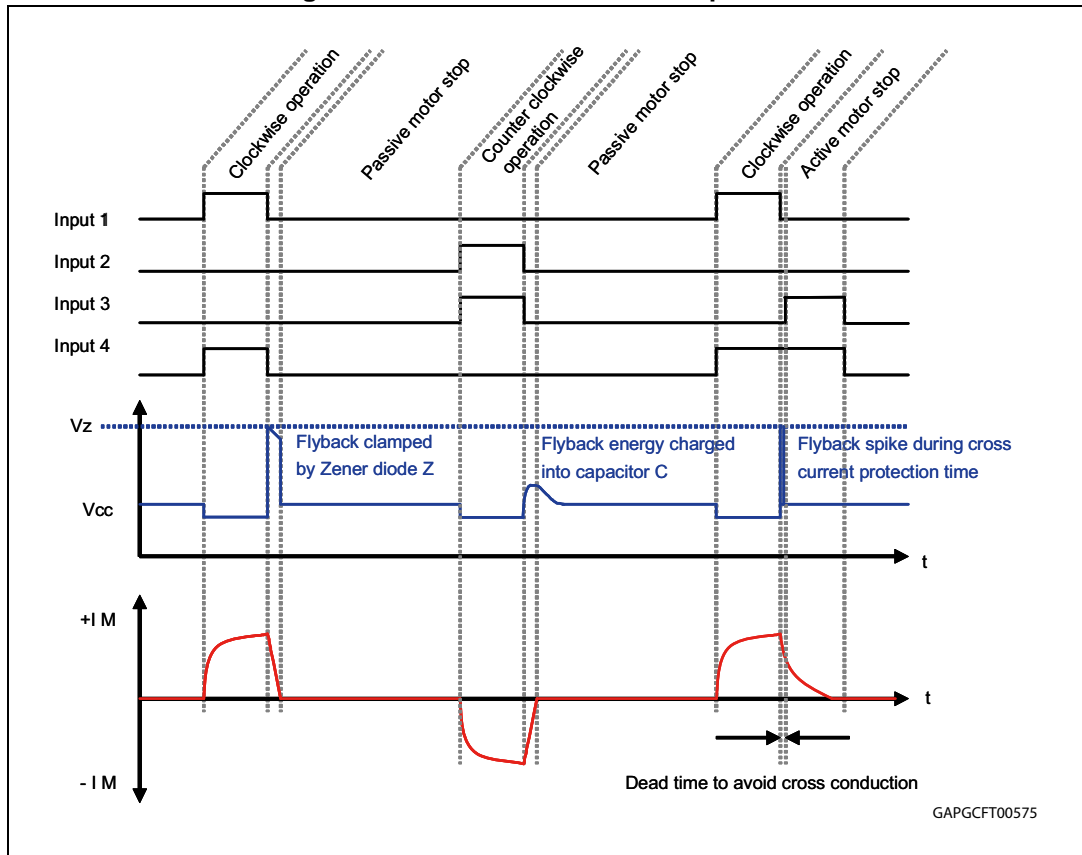 Clockwise operation
Passive motor stop
Counter clockwise
operation
Passive motor stop
Clockwise operation
Active motor stop
Input 1
Input 2
Input 3
Input 4
Vz
Flyback clamped
by Zener diode Z
Flyback energy charged
into capacitor C
Flyback spike during cross
current protection time
Vcc
t
+I M
t
- I M
Dead time to avoid cross conduction
GAPGCFT00575